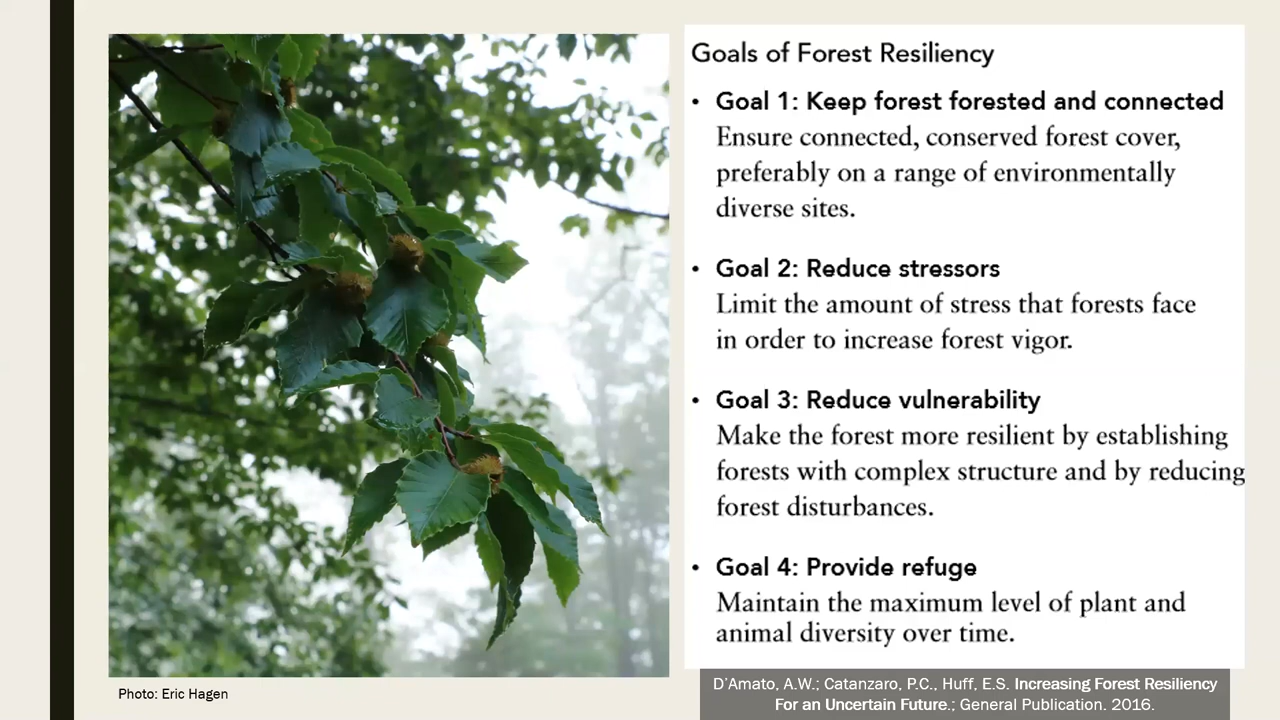 Goals of Forest Resiliency
• Goal 1: Keep forest forested and connected
Ensure connected, conserved forest cover,
preferably on a range of environmentally
diverse sites.
• Goal 2: Reduce stressors
Limit the amount of stress that forests face
in order to increase forest vigor.
• Goal 3: Reduce vulnerability
Make the forest more resilient by establishing
forests with complex structure and by reducing
forest disturbances.
• Goal 4: Provide refuge
Maintain the maximum level of plant and
animal diversity over time.
Photo: Eric Hagen
D'Amato, A.W.; Catanzaro, P.C., Huff, E.S. Increasing Forest Resiliency
For an Uncertain Future.; General Publication. 2016.